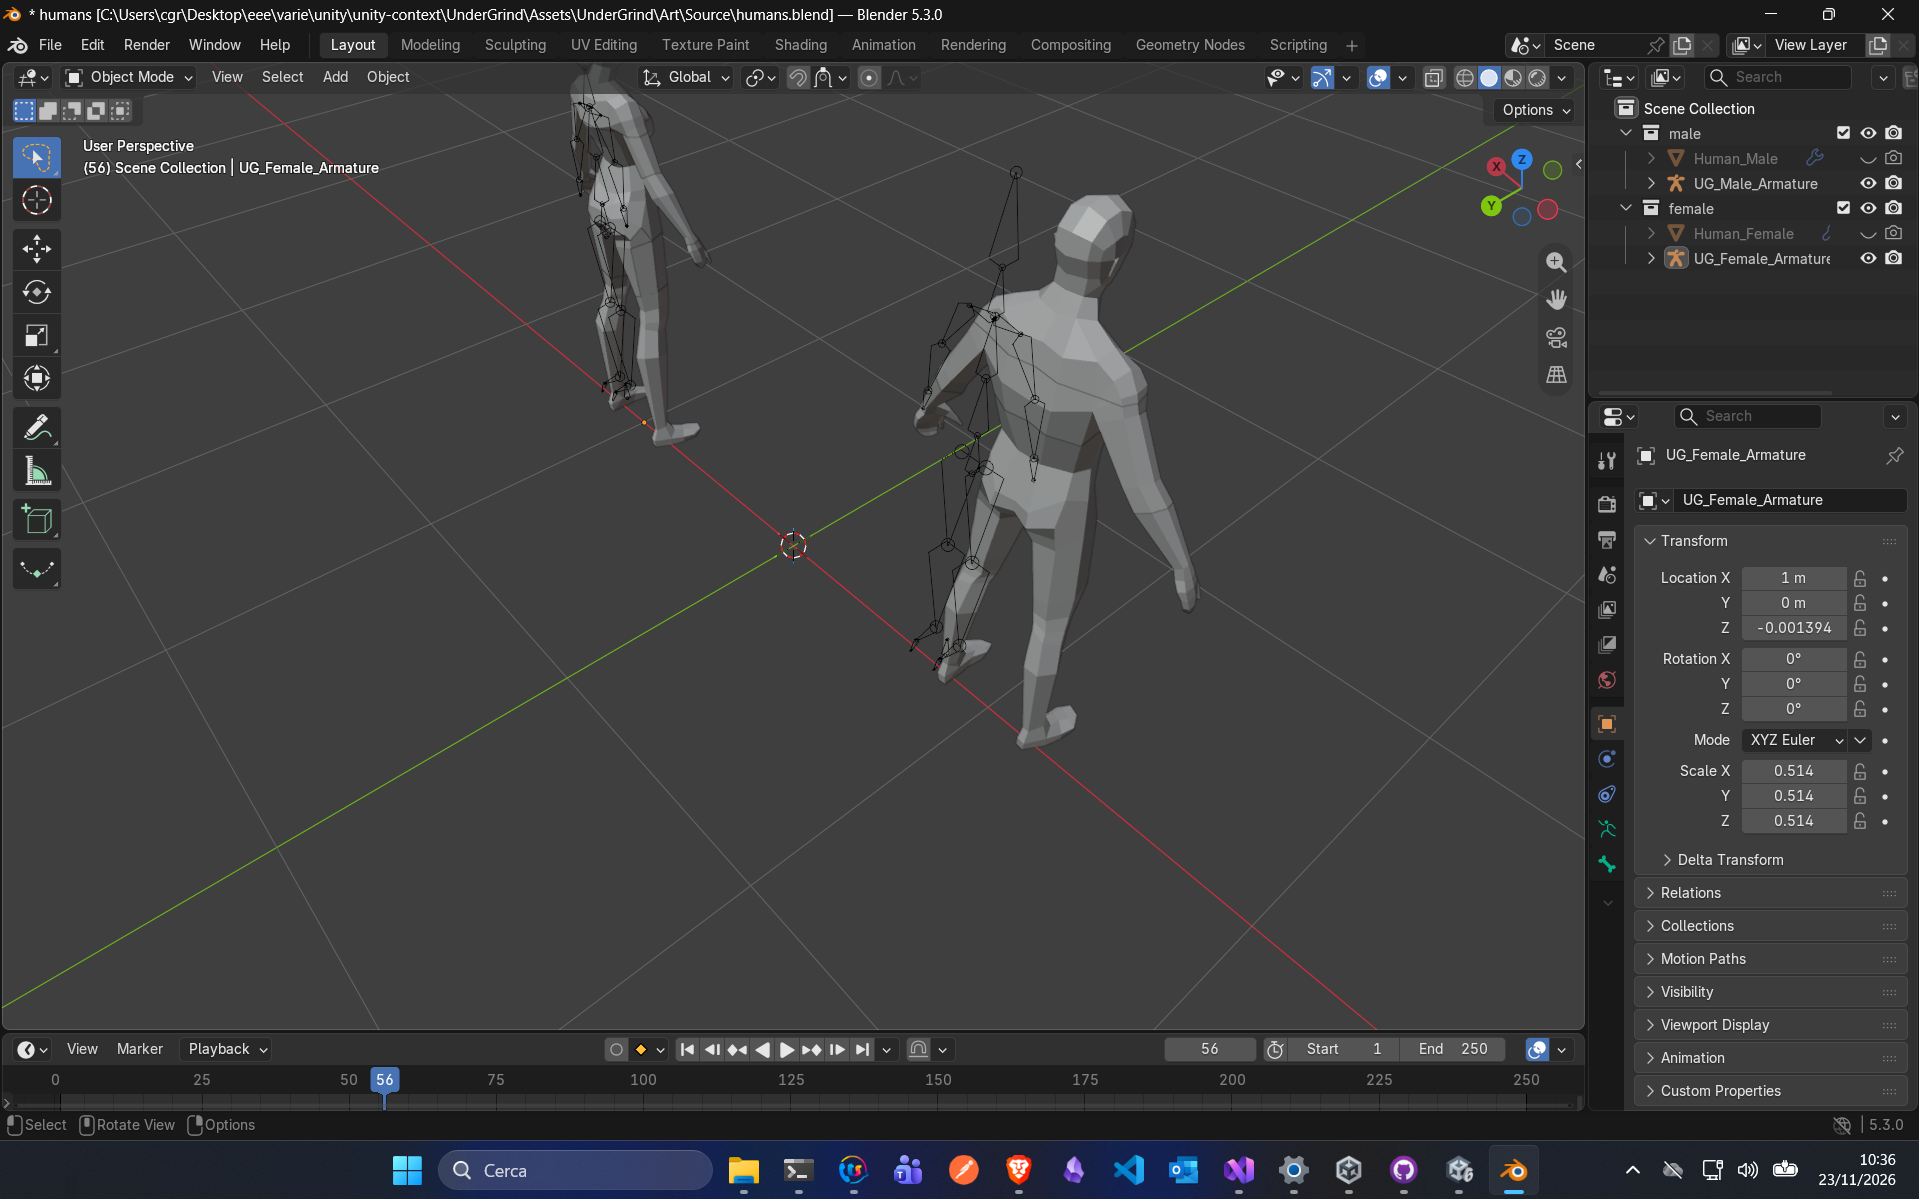 * humans [C:\Users\cgr\Desktop\eee\varie\unity\unity-context\UnderGrind\Assets\UnderGrind\Art\Source\humans.blend] — Blender 5.3.0
File Edit Render Window Help Layout Modeling Sculpting UV Editing Texture Paint Shading Animation Rendering Compositing Geometry Nodes Scripting + Scene View Layer
Object Mode View Select Add Object Global Search
Options
User Perspective
(56) Scene Collection | UG_Female_Armature
X Z
Y
Scene Collection
male
Human_Male
UG_Male_Armature
female
Human_Female
UG_Female_Armature
Search
UG_Female_Armature
UG_Female_Armature
Transform
Location X 1 m
Y 0 m
Z -0.001394
Rotation X 0°
Y 0°
Z 0°
Mode XYZ Euler
Scale X 0.514
Y 0.514
Z 0.514
Delta Transform
Relations
Collections
Motion Paths
Visibility
Viewport Display
Animation
Custom Properties
View Marker Playback 56 Start 1 End 250
0 25 50 56 75 100 125 150 175 200 225 250
Select Rotate View Options 5.3.0
Cerca
10:36
23/11/2026